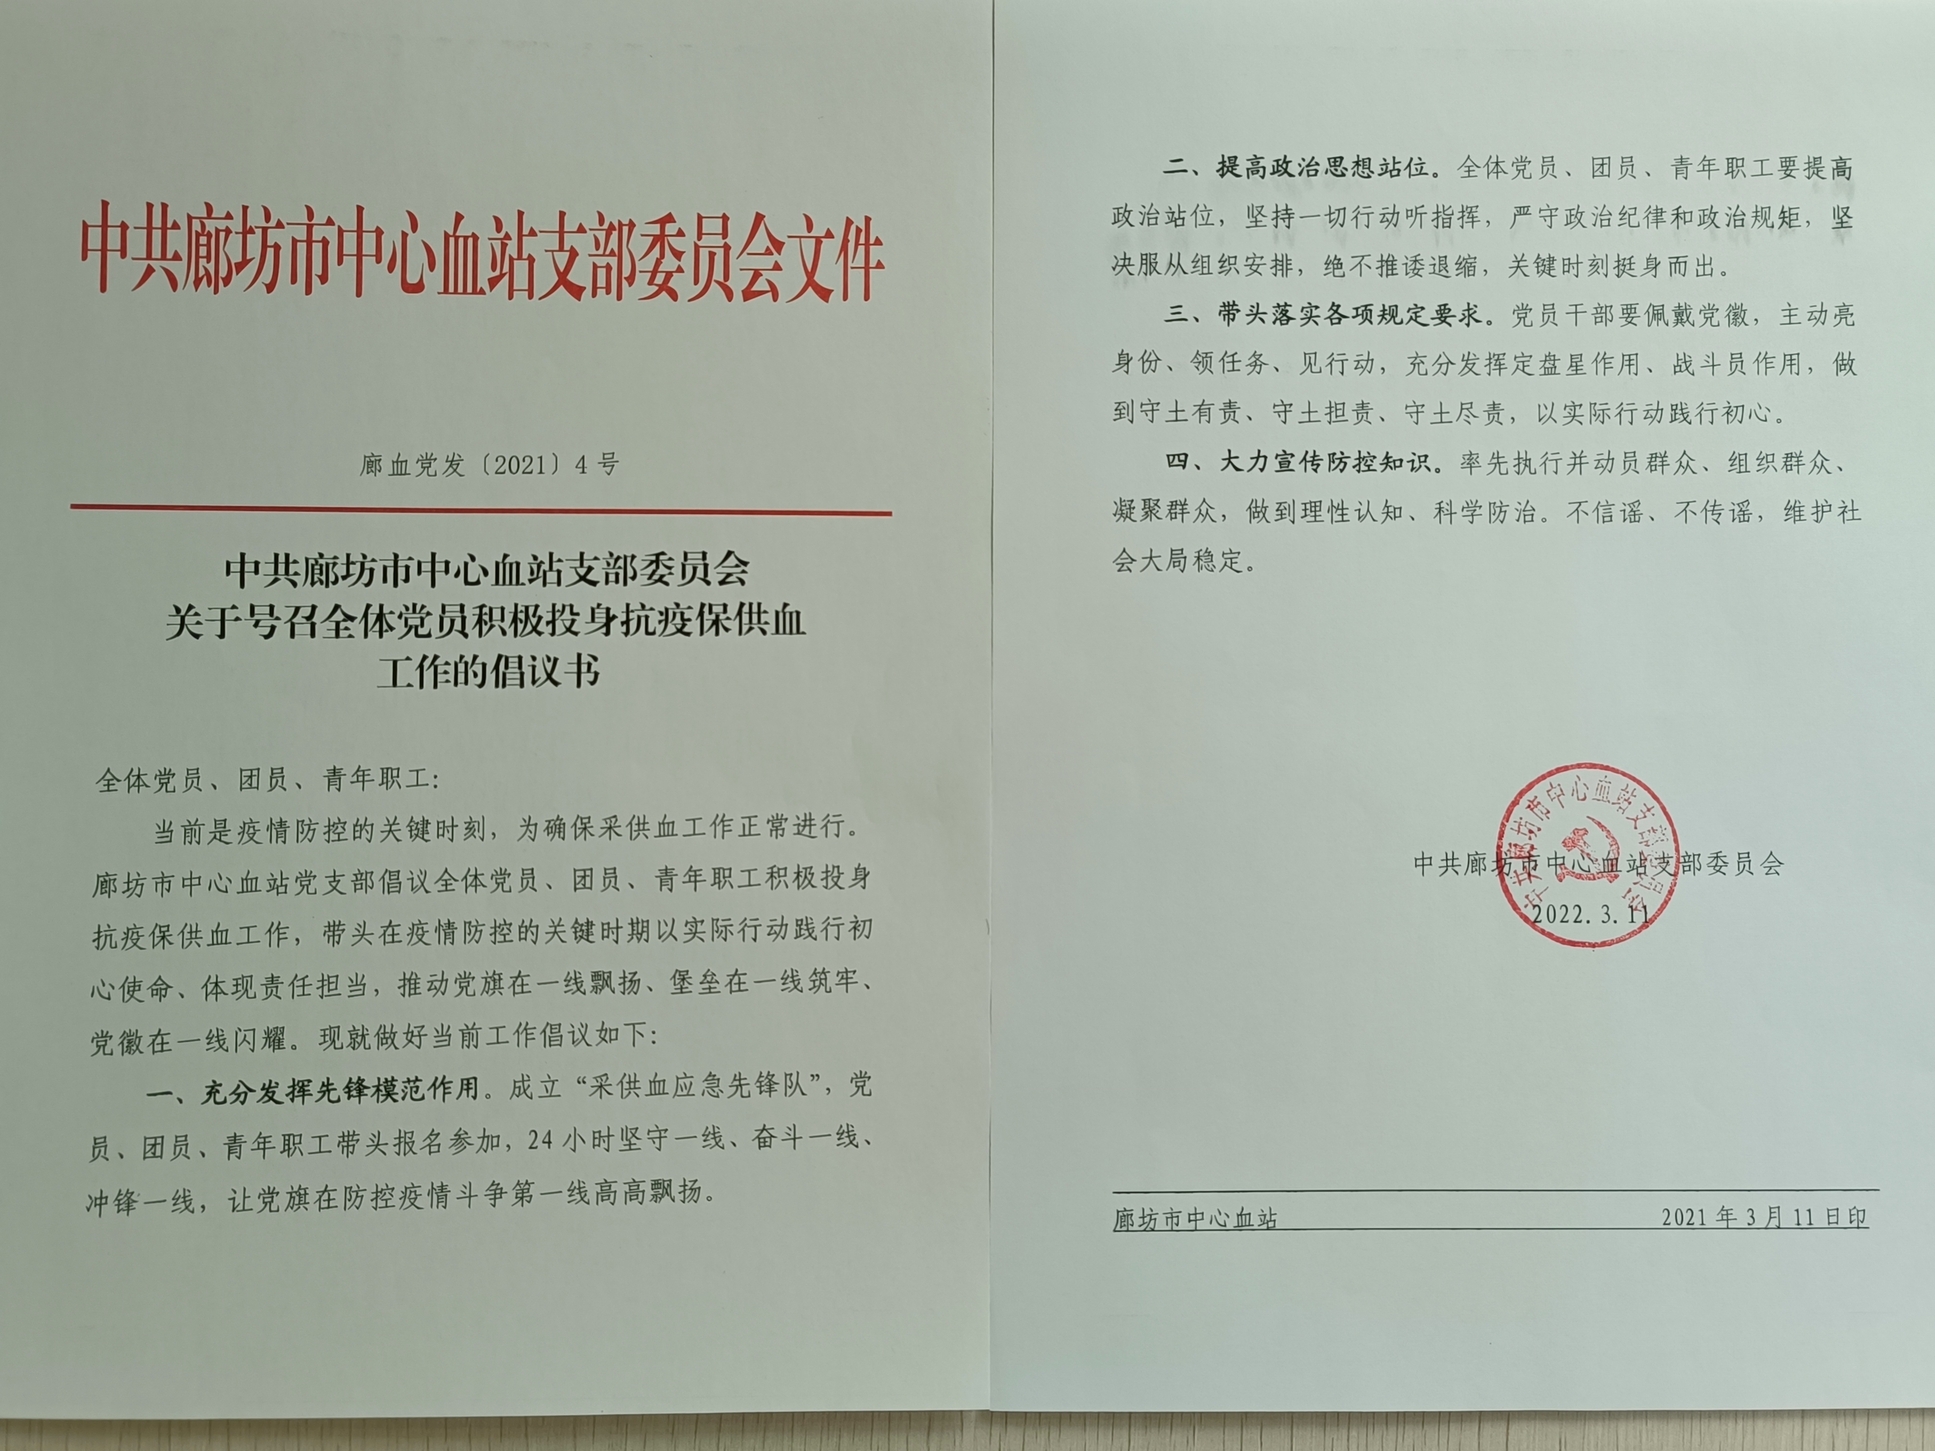 中共廊坊市中心血站支部委员会文件
廊血党发〔2021〕4号
中共廊坊市中心血站支部委员会
关于号召全体党员积极投身抗疫保供血
工作的倡议书
全体党员、团员、青年职工:
当前是疫情防控的关键时刻，为确保采供血工作正常进行。
廊坊市中心血站党支部倡议全体党员、团员、青年职工积极投身
抗疫保供血工作，带头在疫情防控的关键时期以实际行动践行初
心使命、体现责任担当，推动党旗在一线飘扬、堡垒在一线筑牢、
党徽在一线闪耀。现就做好当前工作倡议如下:
一、充分发挥先锋模范作用。成立“采供血应急先锋队”，党
员、团员、青年职工带头报名参加，24小时坚守一线、奋斗一线、
冲锋一线，让党旗在防控疫情斗争第一线高高飘扬。
二、提高政治思想站位。全体党员、团员、青年职工要提高
政治站位，坚持一切行动听指挥，严守政治纪律和政治规矩，坚
决服从组织安排，绝不推诿退缩，关键时刻挺身而出。
三、带头落实各项规定要求。党员干部要佩戴党徽，主动亮
身份、领任务、见行动，充分发挥定盘星作用、战斗员作用，做
到守土有责、守土担责、守土尽责，以实际行动践行初心。
四、大力宣传防控知识。率先执行并动员群众、组织群众、
凝聚群众，做到理性认知、科学防治。不信谣、不传谣，维护社
会大局稳定。
中共廊坊市中心血站支部委员会
中共廊坊市中心血站支部委员会
2022.3.11
廊坊市中心血站 2021年3月11日印